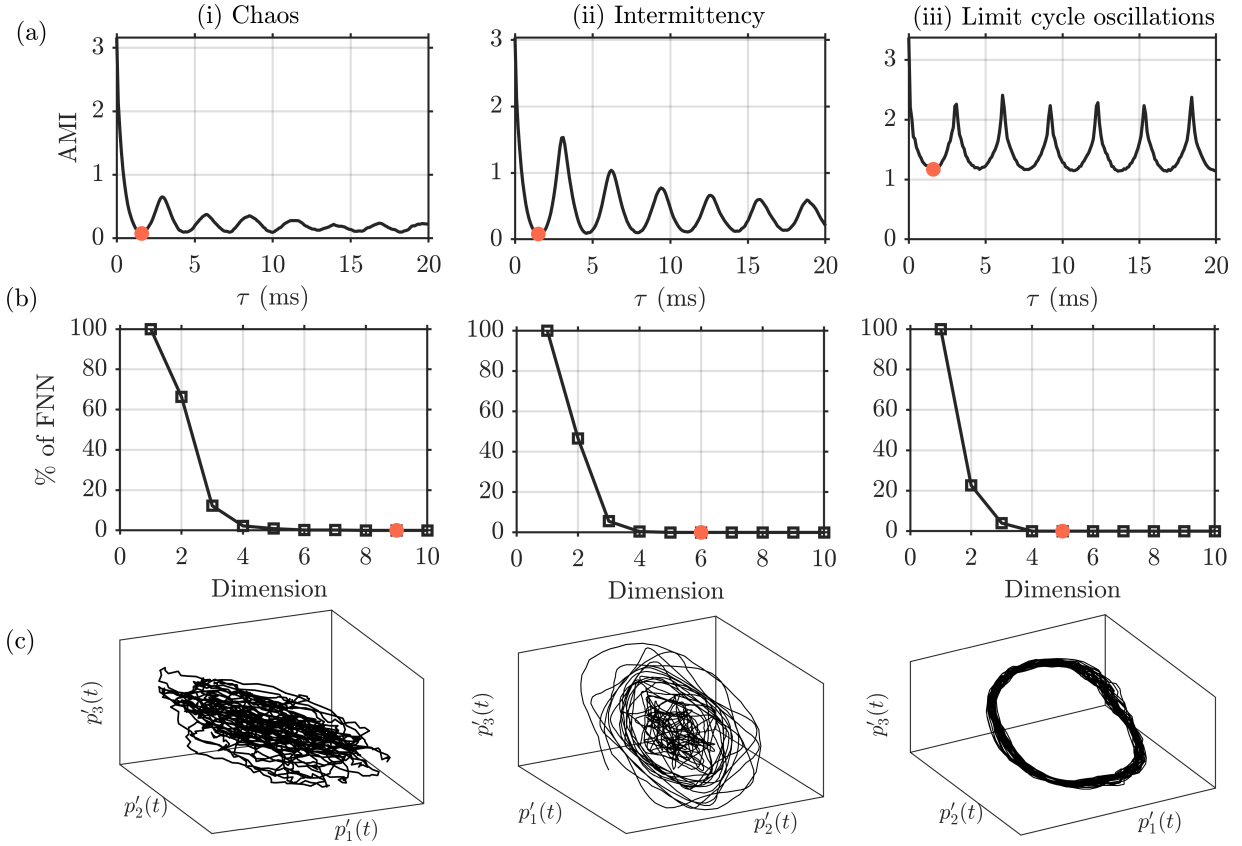 (i) Chaos (ii) Intermittency (iii) Limit cycle oscillations
(a)
AMI
3 2 1 0
0 5 10 15 20
τ (ms)
3 2 1 0
0 5 10 15 20
τ (ms)
3 2 1 0
0 5 10 15 20
τ (ms)
(b)
% of FNN
100 80 60 40 20 0
0 2 4 6 8 10
Dimension
100 80 60 40 20 0
0 2 4 6 8 10
Dimension
100 80 60 40 20 0
0 2 4 6 8 10
Dimension
(c)
p′₃(t)
p′₂(t)
p′₁(t)
p′₃(t)
p′₁(t)
p′₂(t)
p′₃(t)
p′₂(t)
p′₁(t)